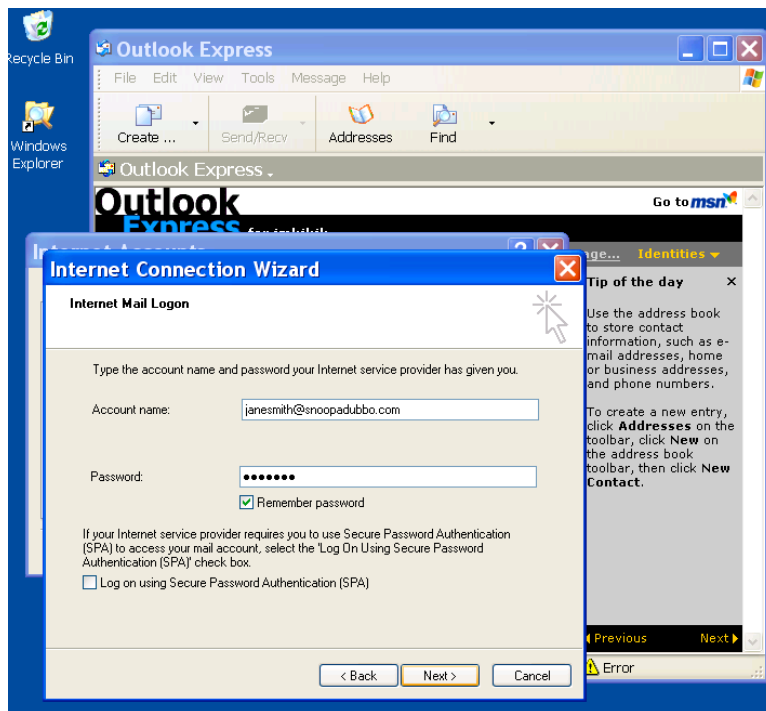 Recycle Bin
Windows
Explorer
Outlook Express
File Edit View Tools Message Help
Create ... Send/Recv Addresses Find
Outlook Express
Outlook
Express
Go to msn
Identities
Tip of the day
Use the address book
to store contact
information, such as e-
mail addresses, home
or business addresses,
and phone numbers.
To create a new entry,
click Addresses on the
toolbar, click New on
the address book
toolbar, then click New
Contact.
Previous Next
Error
Internet Accounts
Internet Connection Wizard
Internet Mail Logon
Type the account name and password your Internet service provider has given you.
Account name: janesmith@snoopadubbo.com
Password: •••••••
Remember password
If your Internet service provider requires you to use Secure Password Authentication
(SPA) to access your mail account, select the 'Log On Using Secure Password
Authentication (SPA)' check box.
Log on using Secure Password Authentication (SPA)
< Back Next > Cancel